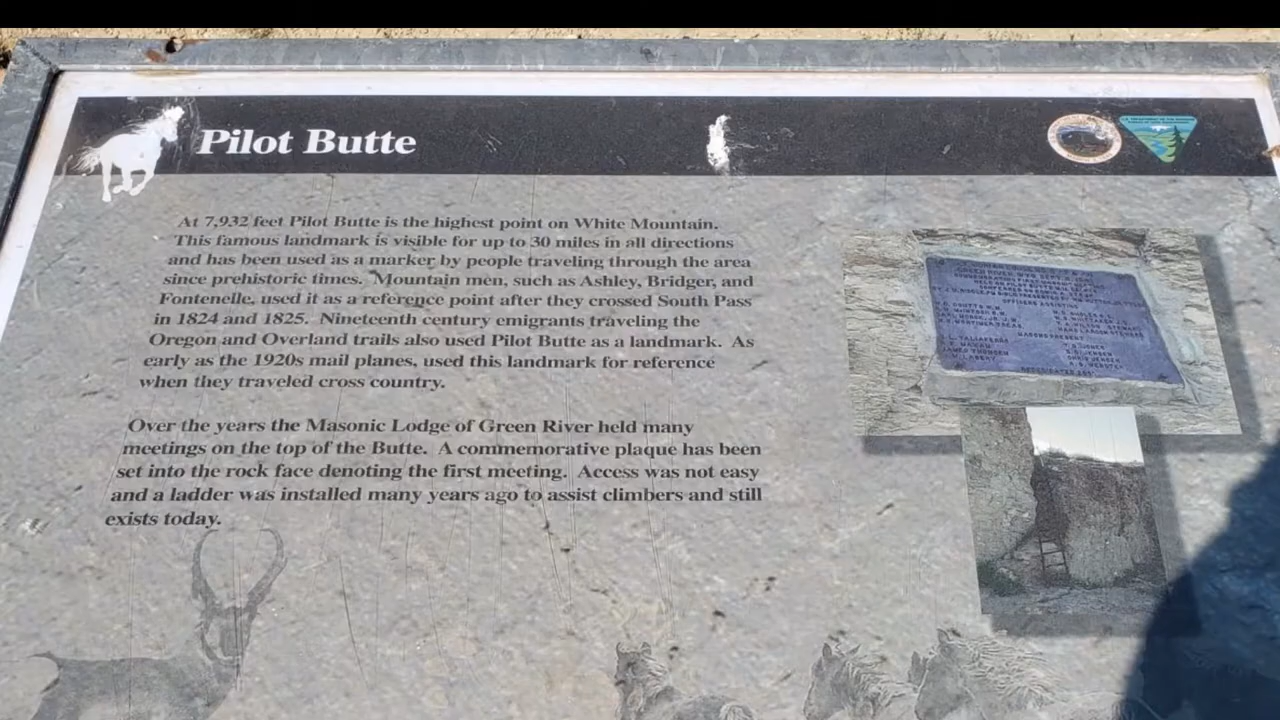 Pilot Butte
At 7,932 feet Pilot Butte is the highest point on White Mountain.
This famous landmark is visible for up to 30 miles in all directions
and has been used as a marker by people traveling through the area
since prehistoric times. Mountain men, such as Ashley, Bridger, and
Fontenelle, used it as a reference point after they crossed South Pass
in 1824 and 1825. Nineteenth century emigrants traveling the
Oregon and Overland trails also used Pilot Butte as a landmark. As
early as the 1920s mail planes, used this landmark for reference
when they traveled cross country.
Over the years the Masonic Lodge of Green River held many
meetings on the top of the Butte. A commemorative plaque has been
set into the rock face denoting the first meeting. Access was not easy
and a ladder was installed many years ago to assist climbers and still
exists today.
GREEN RIVER, WYO.